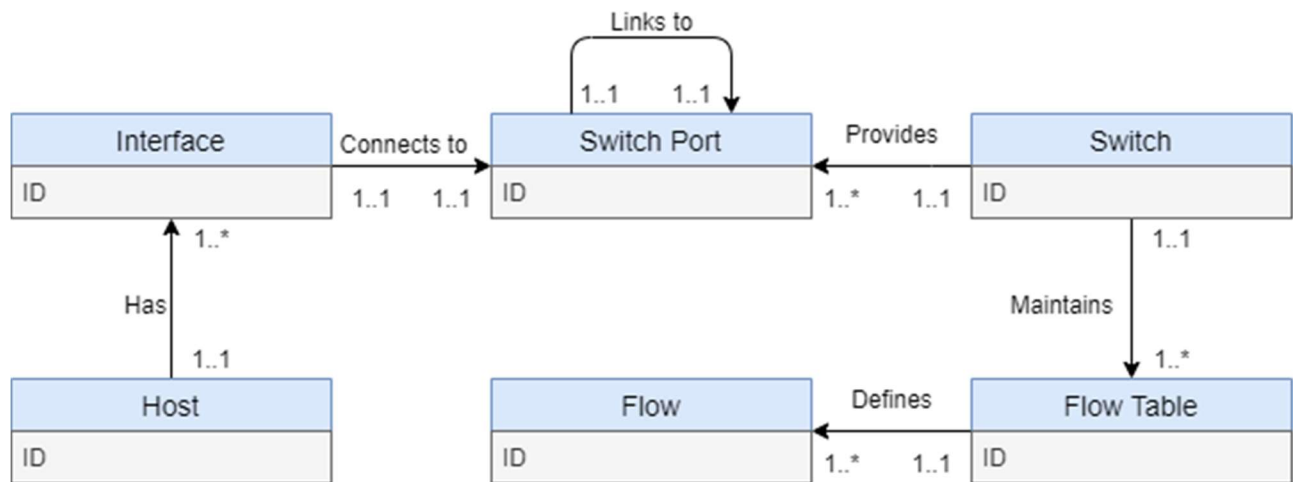 Links to
1..1 1..1
Interface
Switch Port
Switch
Connects to
Provides
ID
ID
ID
1..1 1..1
1..* 1..1
1..*
1..1
Has
Maintains
1..1
1..*
Host
Flow
Flow Table
Defines
ID
ID
ID
1..* 1..1